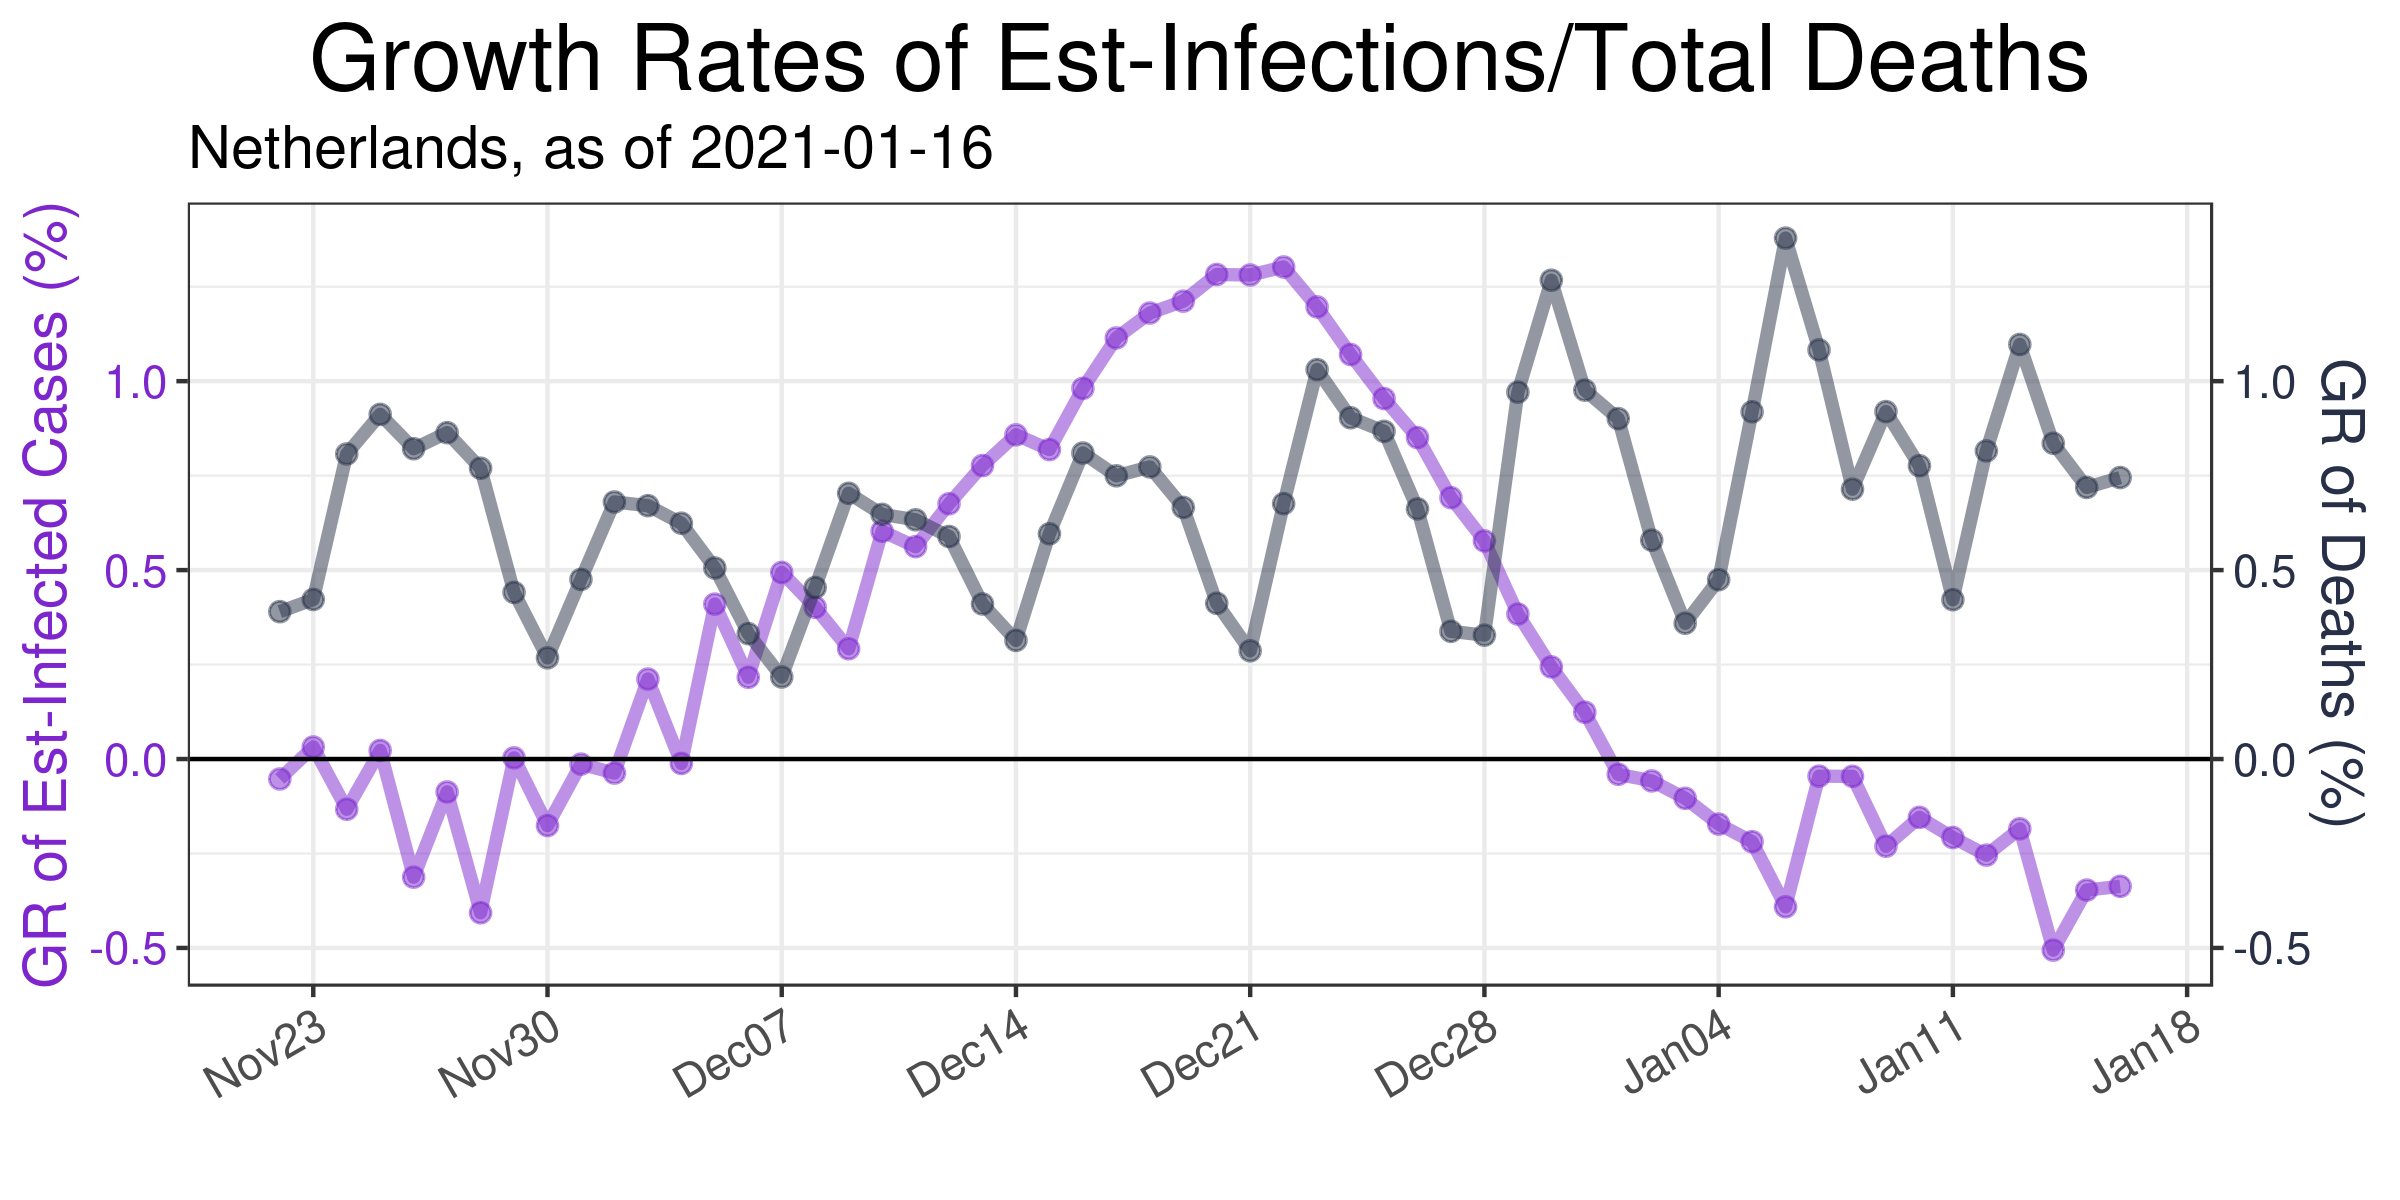 Growth Rates of Est-Infections/Total Deaths
Netherlands, as of 2021-01-16
GR of Est-Infected Cases (%)
1.0
0.5
0.0
-0.5
1.0
0.5
0.0
-0.5
GR of Deaths (%)
Nov23 Nov30 Dec07 Dec14 Dec21 Dec28 Jan04 Jan11 Jan18